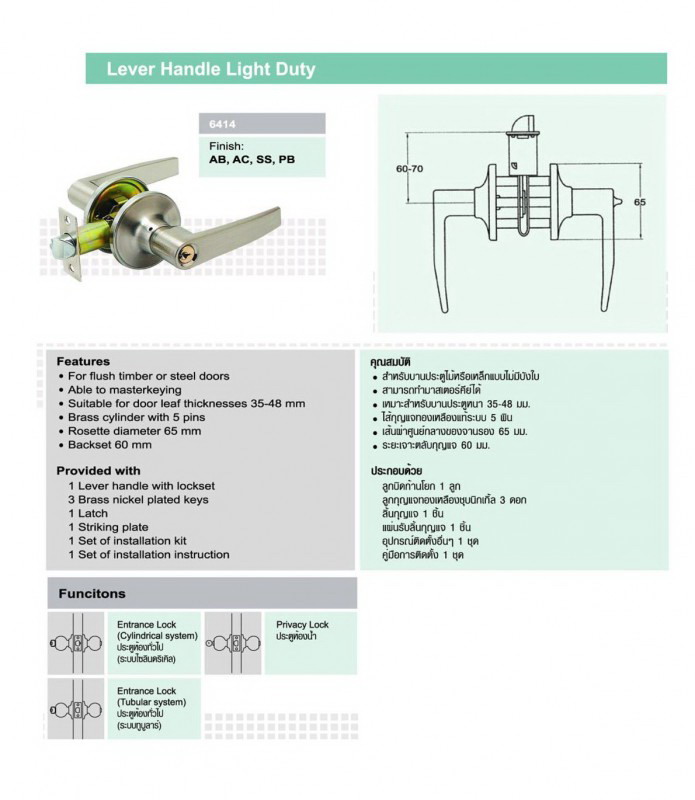 Lever Handle Light Duty
6414
Finish:
AB, AC, SS, PB
60-70
65
Features
• For flush timber or steel doors
• Able to masterkeying
• Suitable for door leaf thicknesses 35-48 mm
• Brass cylinder with 5 pins
• Rosette diameter 65 mm
• Backset 60 mm
Provided with
1 Lever handle with lockset
3 Brass nickel plated keys
1 Latch
1 Striking plate
1 Set of installation kit
1 Set of installation instruction
คุณสมบัติ
• สำหรับบานประตูไม้หรือเหล็กแบบไม่มีบังใบ
• สามารถทำมาสเตอร์คีย์ได้
• เหมาะสำหรับบานประตูหนา 35-48 มม.
• ไส้กุญแจทองเหลืองแท้ระบบ 5 พิน
• เส้นผ่าศูนย์กลางของจานรอง 65 มม.
• ระยะเจาะตลับกุญแจ 60 มม.
ประกอบด้วย
ลูกบิดก้านโยก 1 ลูก
ลูกกุญแจทองเหลืองชุบนิกเกิ้ล 3 ดอก
ลิ้นกุญแจ 1 ชิ้น
แผ่นรับลิ้นกุญแจ 1 ชิ้น
อุปกรณ์ติดตั้งอื่นๆ 1 ชุด
คู่มือการติดตั้ง 1 ชุด
Funcitons
Entrance Lock
(Cylindrical system)
ประตูห้องทั่วไป
(ระบบไซลินดริเคิล)
Privacy Lock
ประตูห้องน้ำ
Entrance Lock
(Tubular system)
ประตูห้องทั่วไป
(ระบบทูบูลาร์)